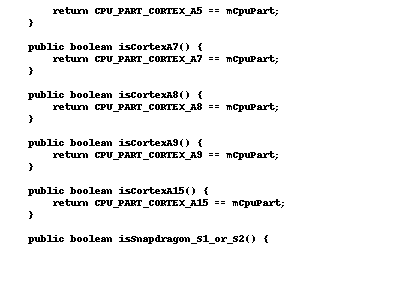 return CPU_PART_CORTEX_A5 == mCpuPart;
}
public boolean isCortexA7() {
return CPU_PART_CORTEX_A7 == mCpuPart;
}
public boolean isCortexA8() {
return CPU_PART_CORTEX_A8 == mCpuPart;
}
public boolean isCortexA9() {
return CPU_PART_CORTEX_A9 == mCpuPart;
}
public boolean isCortexA15() {
return CPU_PART_CORTEX_A15 == mCpuPart;
}
public boolean isSnapdragon_S1_or_S2() {